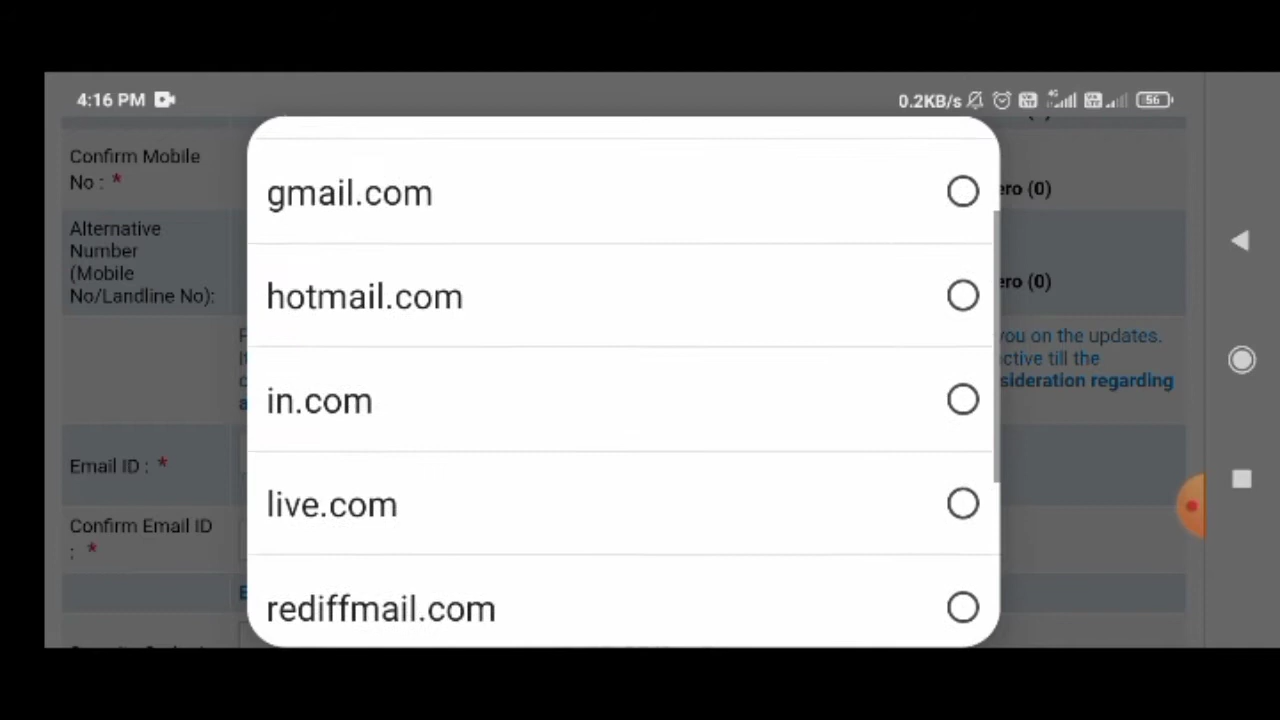 4:16 PM
0.2KB/s
56
Confirm Mobile
No : *
ero (0)
Alternative
Number
(Mobile
No/Landline No):
ero (0)
you on the updates.
ctive till the
sideration regarding
Email ID : *
Confirm Email ID
: *
gmail.com
hotmail.com
in.com
live.com
rediffmail.com